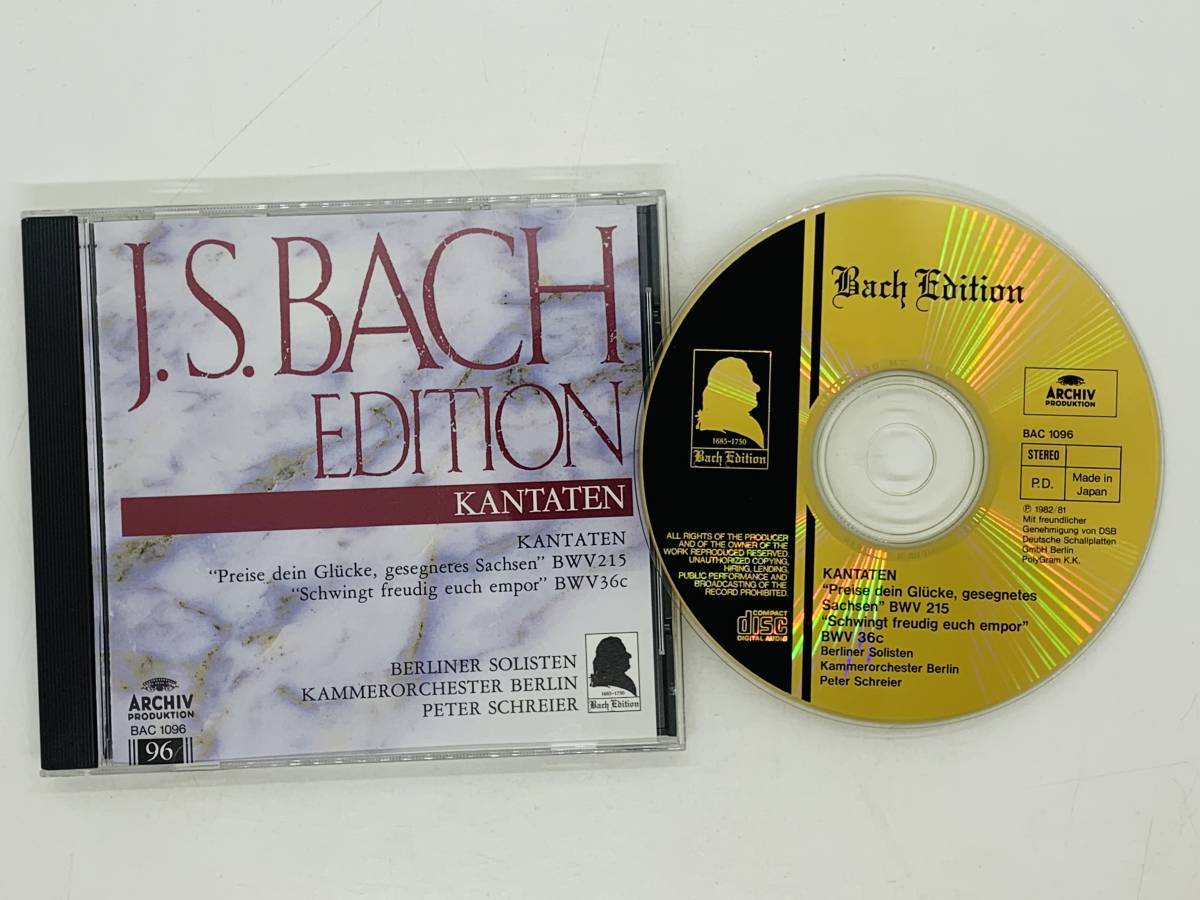 J.S.BACH
EDITION
KANTATEN
KANTATEN
“Preise dein Glücke, gesegnetes Sachsen” BWV215
“Schwingt freudig euch empor” BWV36c
BERLINER SOLISTEN
KAMMERORCHESTER BERLIN
PETER SCHREIER
1685-1750
Bach Edition
ARCHIV
PRODUKTION
BAC 1096
96
Bach Edition
1685-1750
Bach Edition
ARCHIV
PRODUKTION
BAC 1096
STEREO
P.D.
Made in
Japan
℗ 1982/81
Mit freundlicher
Genehmigung von DSB
Deutsche Schallplatten
GmbH Berlin
PolyGram K.K.
ALL RIGHTS OF THE PRODUCER
AND OF THE OWNER OF THE
WORK REPRODUCED RESERVED.
UNAUTHORIZED COPYING,
HIRING, LENDING,
PUBLIC PERFORMANCE AND
BROADCASTING OF THE
RECORD PROHIBITED.
COMPACT
disc
DIGITAL AUDIO
KANTATEN
“Preise dein Glücke, gesegnetes
Sachsen” BWV 215
“Schwingt freudig euch empor”
BWV 36c
Berliner Solisten
Kammerorchester Berlin
Peter Schreier